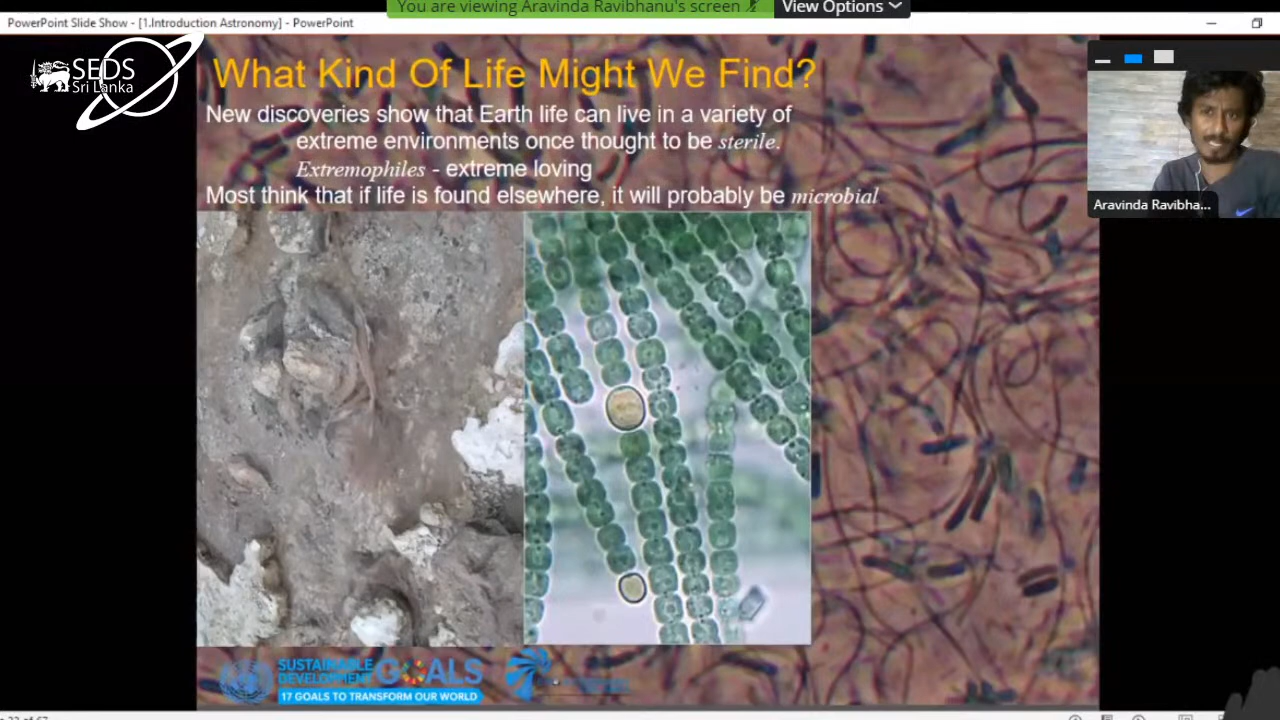 You are viewing Aravinda Ravibhanu's screen
View Options
PowerPoint Slide Show - [1.Introduction Astronomy] - PowerPoint
SEDS
Sri Lanka
What Kind Of Life Might We Find?
New discoveries show that Earth life can live in a variety of
extreme environments once thought to be sterile.
Extremophiles - extreme loving
Most think that if life is found elsewhere, it will probably be microbial
Aravinda Ravibha...
SUSTAINABLE
DEVELOPMENT GOALS
17 GOALS TO TRANSFORM OUR WORLD